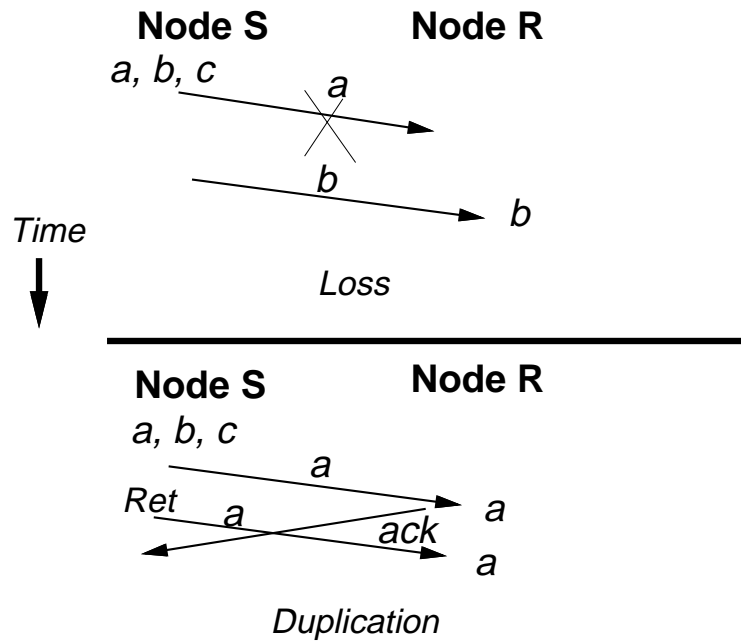 Node S Node R
a, b, c
a
b
b
Time
Loss
Node S Node R
a, b, c
a
Ret
a
ack
a
a
Duplication